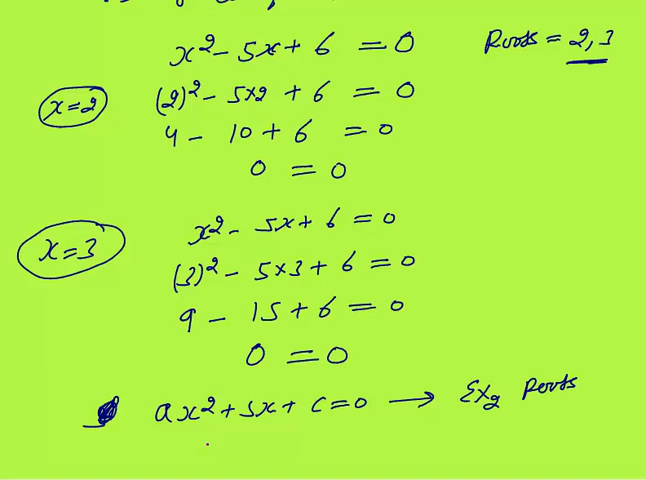 x² - 5x + 6 = 0 Roots = 2, 3
x=2 (2)² - 5×2 + 6 = 0
4 - 10 + 6 = 0
0 = 0
x² - 5x + 6 = 0
x=3 (3)² - 5×3 + 6 = 0
9 - 15 + 6 = 0
0 = 0
ax² + 5x + c = 0 → roots